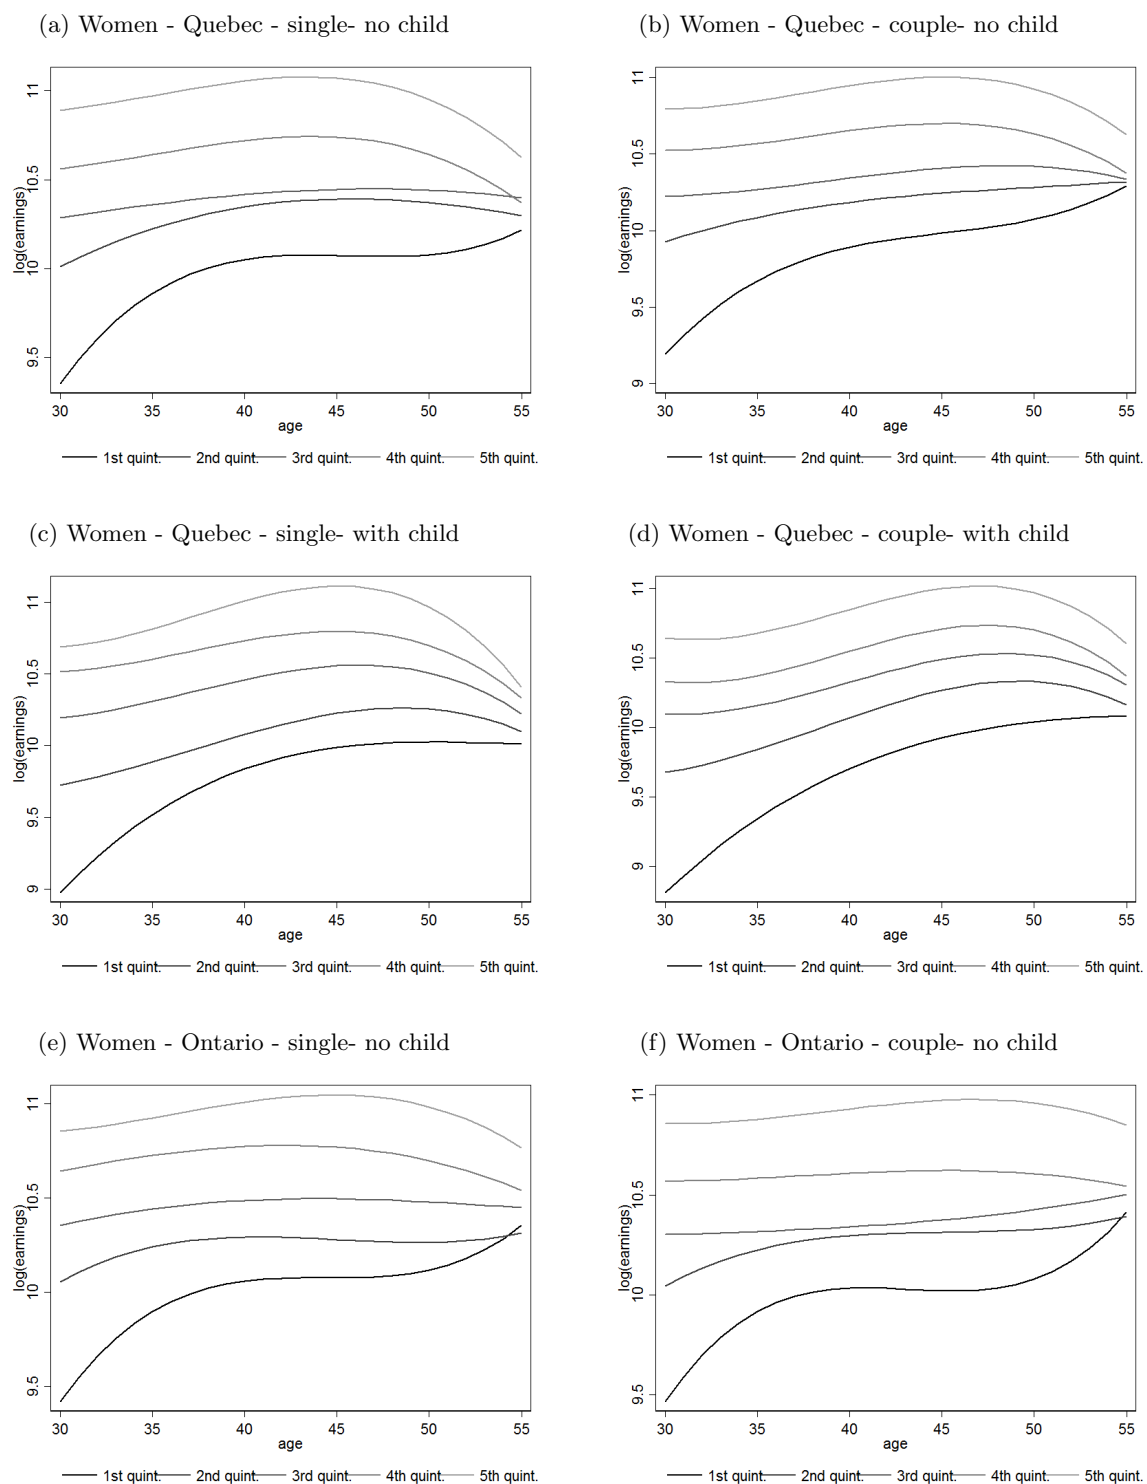 (a) Women - Quebec - single- no child
log(earnings)
11
10.5
10
9.5
30 35 40 45 50 55
age
1st quint. 2nd quint. 3rd quint. 4th quint. 5th quint.
(b) Women - Quebec - couple- no child
log(earnings)
11
10.5
10
9.5
9
30 35 40 45 50 55
age
1st quint. 2nd quint. 3rd quint. 4th quint. 5th quint.
(c) Women - Quebec - single- with child
log(earnings)
11
10.5
10
9.5
9
30 35 40 45 50 55
age
1st quint. 2nd quint. 3rd quint. 4th quint. 5th quint.
(d) Women - Quebec - couple- with child
log(earnings)
11
10.5
10
9.5
9
30 35 40 45 50 55
age
1st quint. 2nd quint. 3rd quint. 4th quint. 5th quint.
(e) Women - Ontario - single- no child
log(earnings)
11
10.5
10
9.5
30 35 40 45 50 55
age
1st quint. 2nd quint. 3rd quint. 4th quint. 5th quint.
(f) Women - Ontario - couple- no child
log(earnings)
11
10.5
10
9.5
30 35 40 45 50 55
age
1st quint. 2nd quint. 3rd quint. 4th quint. 5th quint.